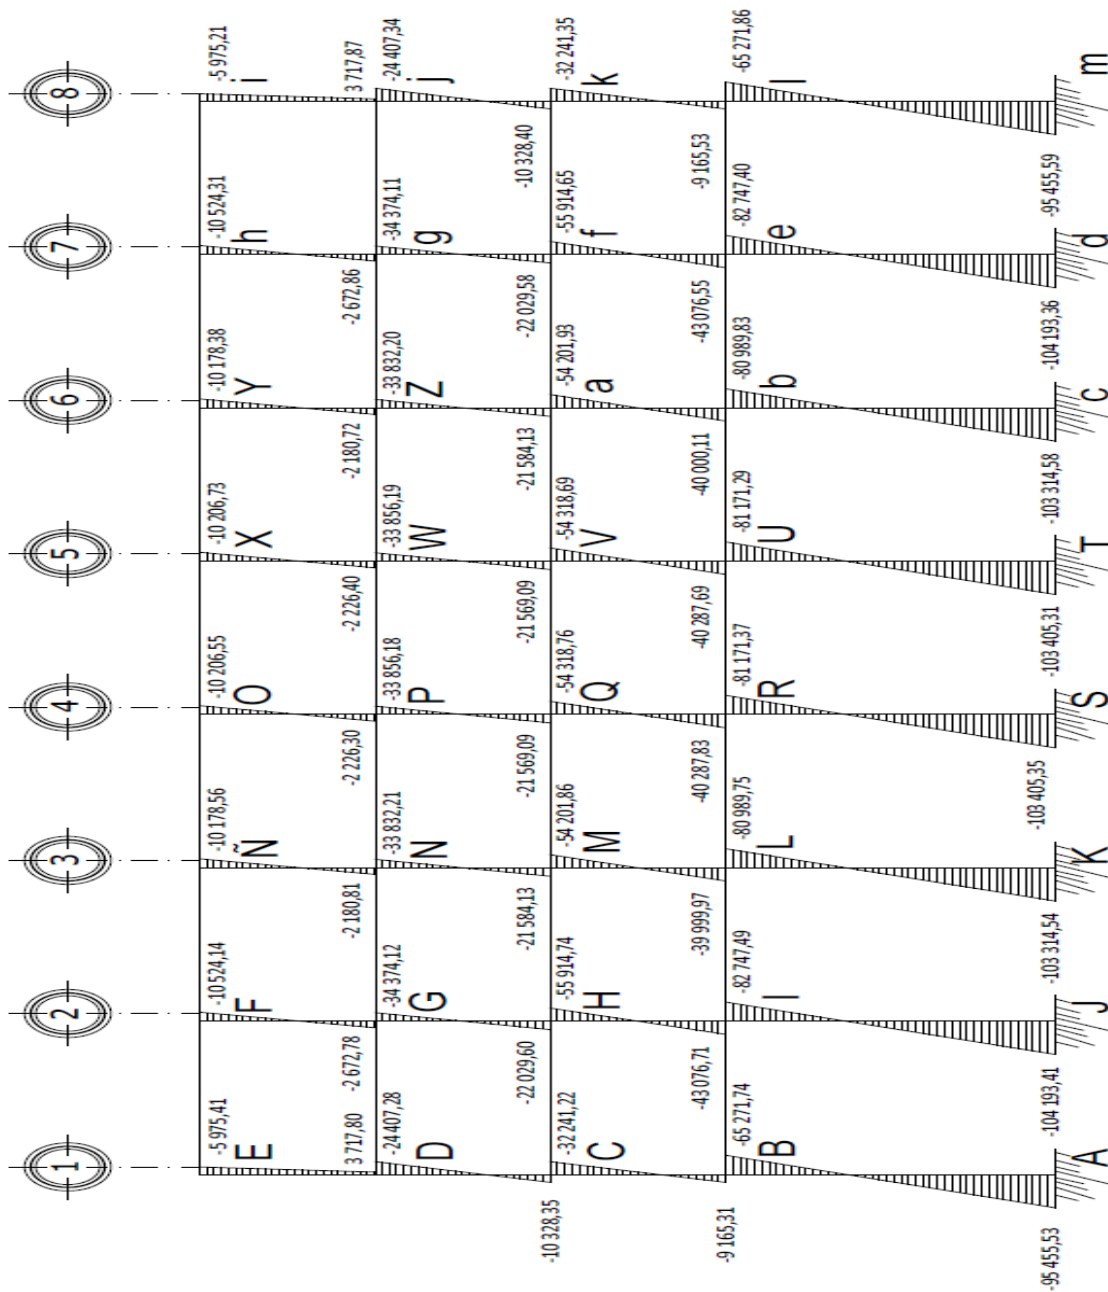 1
2
3
4
5
6
7
8
-5 975,41
-10 524,14
-10 178,56
-10 206,55
-10 206,73
-10 178,38
-10 524,31
-5 975,21
E
F
Ñ
O
X
Y
h
i
3 717,80
-2 672,78
-2 180,81
-2 226,30
-2 226,40
-2 180,72
-2 672,86
3 717,87
-24 407,28
-34 374,12
-33 832,21
-33 856,18
-33 856,19
-33 832,20
-34 374,11
-24 407,34
D
G
N
P
W
Z
g
j
-10 328,35
-22 029,60
-21 584,13
-21 569,09
-21 569,09
-21 584,13
-22 029,58
-10 328,40
-32 241,22
-55 914,74
-54 201,86
-54 318,76
-54 318,69
-54 201,93
-55 914,65
-32 241,35
C
H
M
Q
V
a
f
k
-9 165,31
-43 076,71
-39 999,97
-40 287,83
-40 287,69
-40 000,11
-43 076,55
-9 165,53
-65 271,74
-82 747,49
-80 989,75
-81 171,37
-81 171,29
-80 989,83
-82 747,40
-65 271,86
B
I
L
R
U
b
e
l
-95 455,53
-104 193,41
-103 314,54
-103 405,35
-103 405,31
-103 314,58
-104 193,36
-95 455,59
A
J
K
S
T
c
d
m